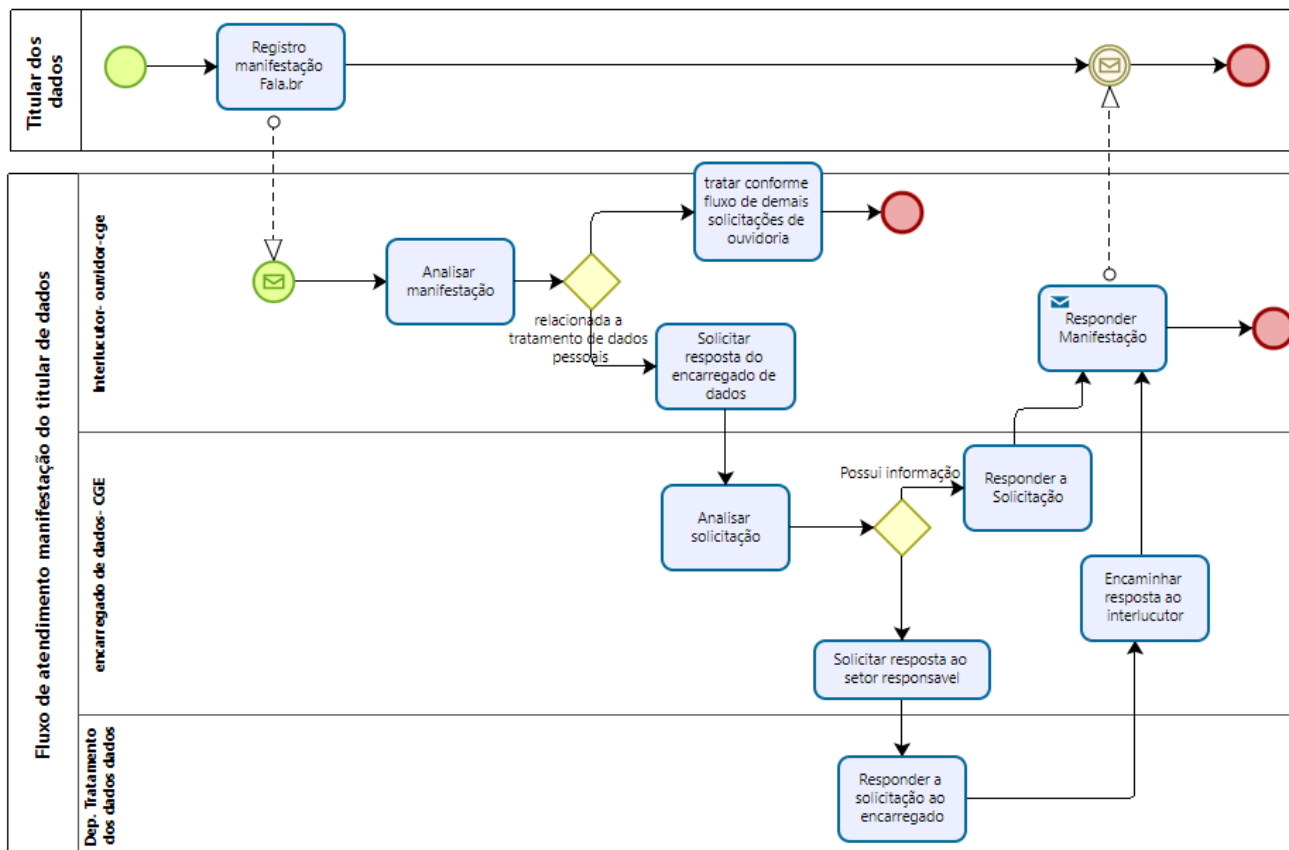 Titular dos
dados
Registro
manifestação
Fala.br
Fluxo de atendimento manifestação do titular de dados
Interlucutor- ouvidor-cge
tratar conforme
fluxo de demais
solicitações de
ouvidoria
Analisar
manifestação
relacionada a
tratamento de dados
pessoais
Solicitar
resposta do
encarregado de
dados
Responder
Manifestação
encarregado de dados- CGE
Analisar
solicitação
Possui informação
Responder a
Solicitação
Encaminhar
resposta ao
interlucutor
Solicitar resposta ao
setor responsavel
Dep. Tratamento
dos dados dados
Responder a
solicitação ao
encarregado